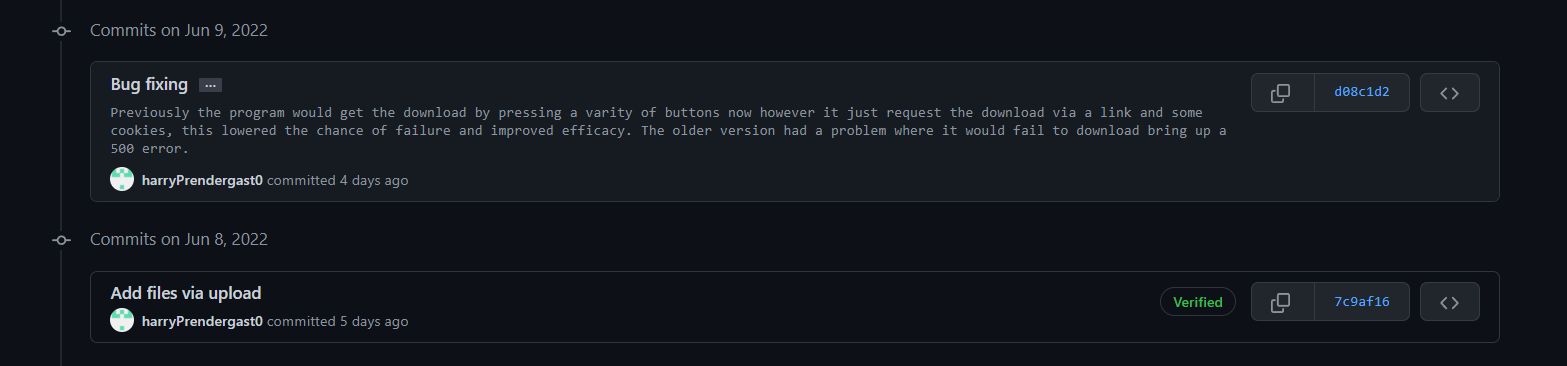 Commits on Jun 9, 2022
Bug fixing ...
d08c1d2
Previously the program would get the download by pressing a varity of buttons now however it just request the download via a link and some
cookies, this lowered the chance of failure and improved efficacy. The older version had a problem where it would fail to download bring up a
500 error.
harryPrendergast0 committed 4 days ago
Commits on Jun 8, 2022
Add files via upload
Verified
7c9af16
harryPrendergast0 committed 5 days ago